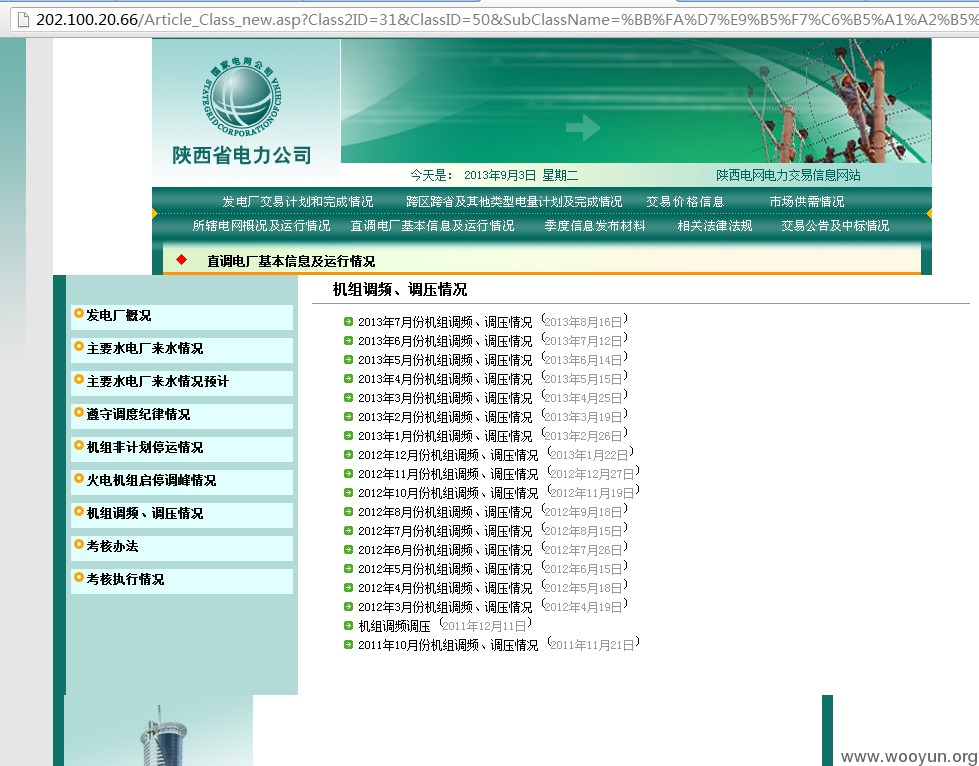 202.100.20.66/Article_Class_new.asp?Class2ID=31&ClassID=50&SubClassName=%BB%FA%D7%E9%B5%F7%C6%B5%A1%A2%B5%
国家电网公司
STATE GRID CORPORATION OF CHINA
陕西省电力公司
今天是： 2013年9月3日 星期二
陕西电网电力交易信息网站
发电厂交易计划和完成情况 跨区跨省及其他类型电量计划及完成情况 交易价格信息 市场供需情况
所辖电网概况及运行情况 直调电厂基本信息及运行情况 季度信息发布材料 相关法律法规 交易公告及中标情况
直调电厂基本信息及运行情况
发电厂概况
主要水电厂来水情况
主要水电厂来水情况预计
遵守调度纪律情况
机组非计划停运情况
火电机组启停调峰情况
机组调频、调压情况
考核办法
考核执行情况
机组调频、调压情况
2013年7月份机组调频、调压情况 (2013年8月16日)
2013年6月份机组调频、调压情况 (2013年7月12日)
2013年5月份机组调频、调压情况 (2013年6月14日)
2013年4月份机组调频、调压情况 (2013年5月15日)
2013年3月份机组调频、调压情况 (2013年4月25日)
2013年2月份机组调频、调压情况 (2013年3月19日)
2013年1月份机组调频、调压情况 (2013年2月26日)
2012年12月份机组调频、调压情况 (2013年1月22日)
2012年11月份机组调频、调压情况 (2012年12月27日)
2012年10月份机组调频、调压情况 (2012年11月19日)
2012年8月份机组调频、调压情况 (2012年9月18日)
2012年7月份机组调频、调压情况 (2012年8月15日)
2012年6月份机组调频、调压情况 (2012年7月26日)
2012年5月份机组调频、调压情况 (2012年6月15日)
2012年4月份机组调频、调压情况 (2012年5月18日)
2012年3月份机组调频、调压情况 (2012年4月19日)
机组调频调压 (2011年12月11日)
2011年10月份机组调频、调压情况 (2011年11月21日)
www.wooyun.org